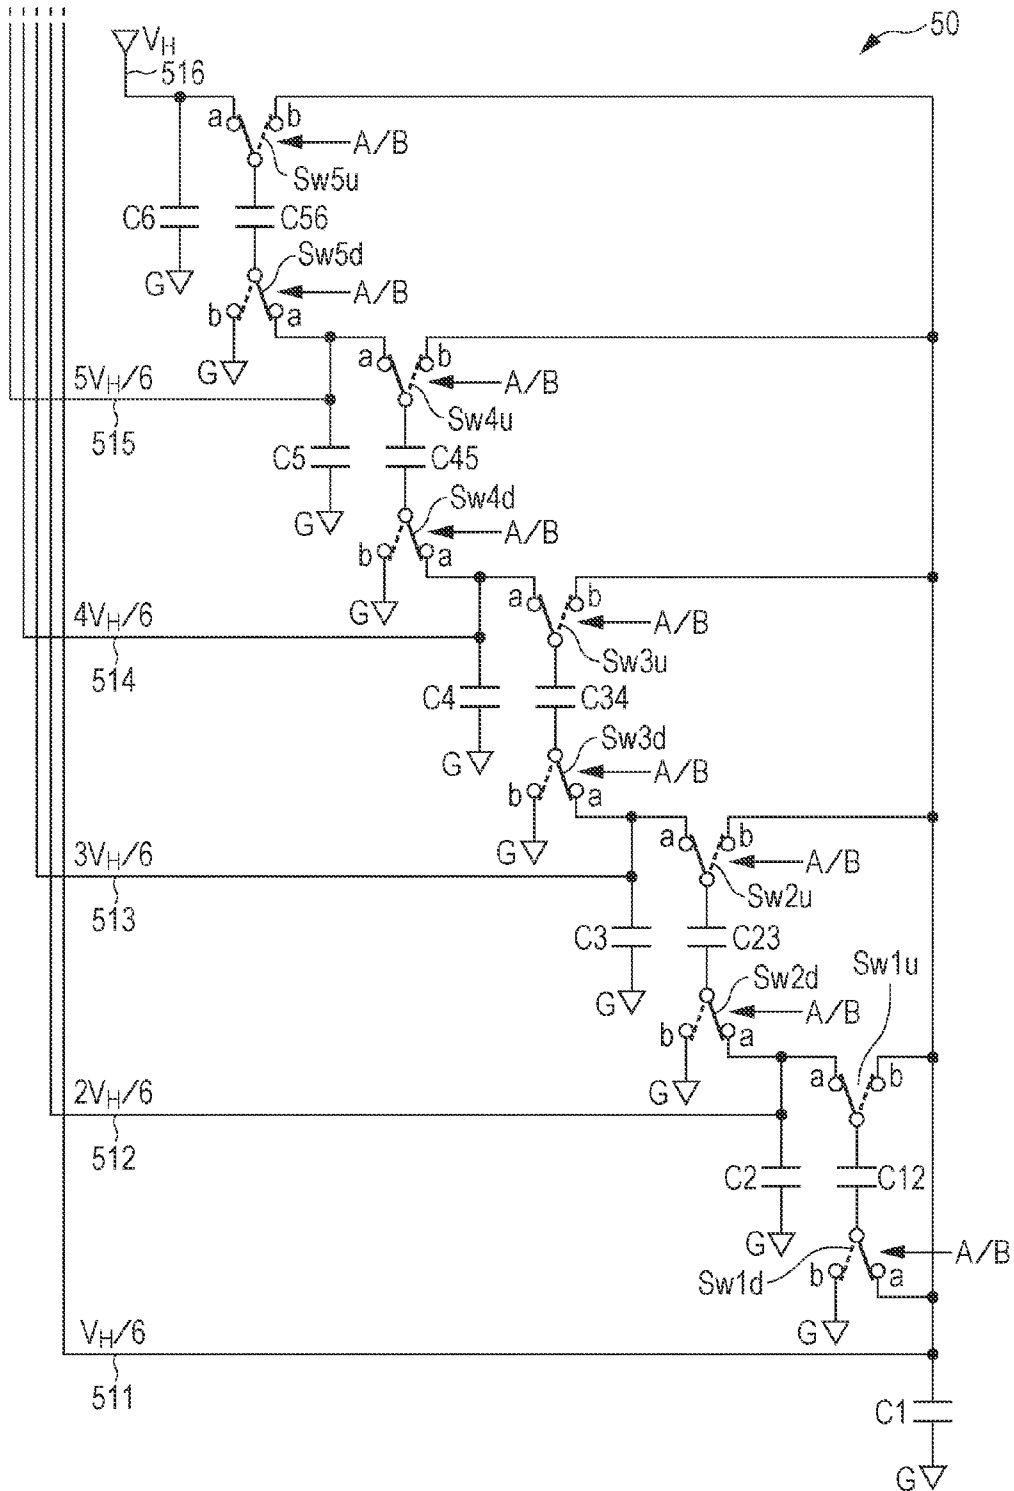 50
VH
516
a
b
A/B
Sw5u
C6
C56
Sw5d
G
A/B
b
a
a
b
G
5VH/6
A/B
515
Sw4u
C5
C45
Sw4d
G
A/B
b
a
a
b
G
4VH/6
A/B
514
Sw3u
C4
C34
Sw3d
G
A/B
b
a
a
b
G
3VH/6
A/B
513
Sw2u
C3
C23
Sw1u
Sw2d
G
A/B
b
a
a
b
G
2VH/6
512
C2
C12
G
A/B
Sw1d
b
a
G
VH/6
511
C1
G